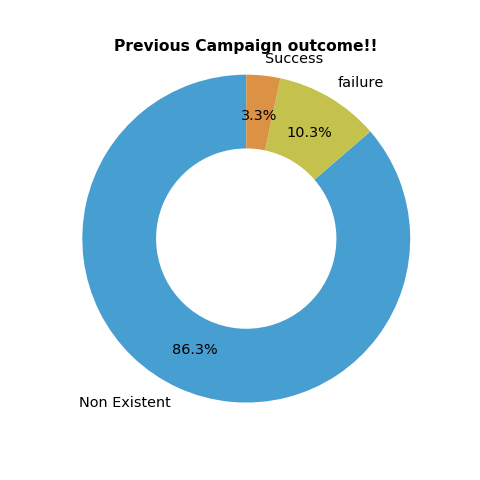 Previous Campaign outcome!!
Success
failure
3.3%
10.3%
86.3%
Non Existent